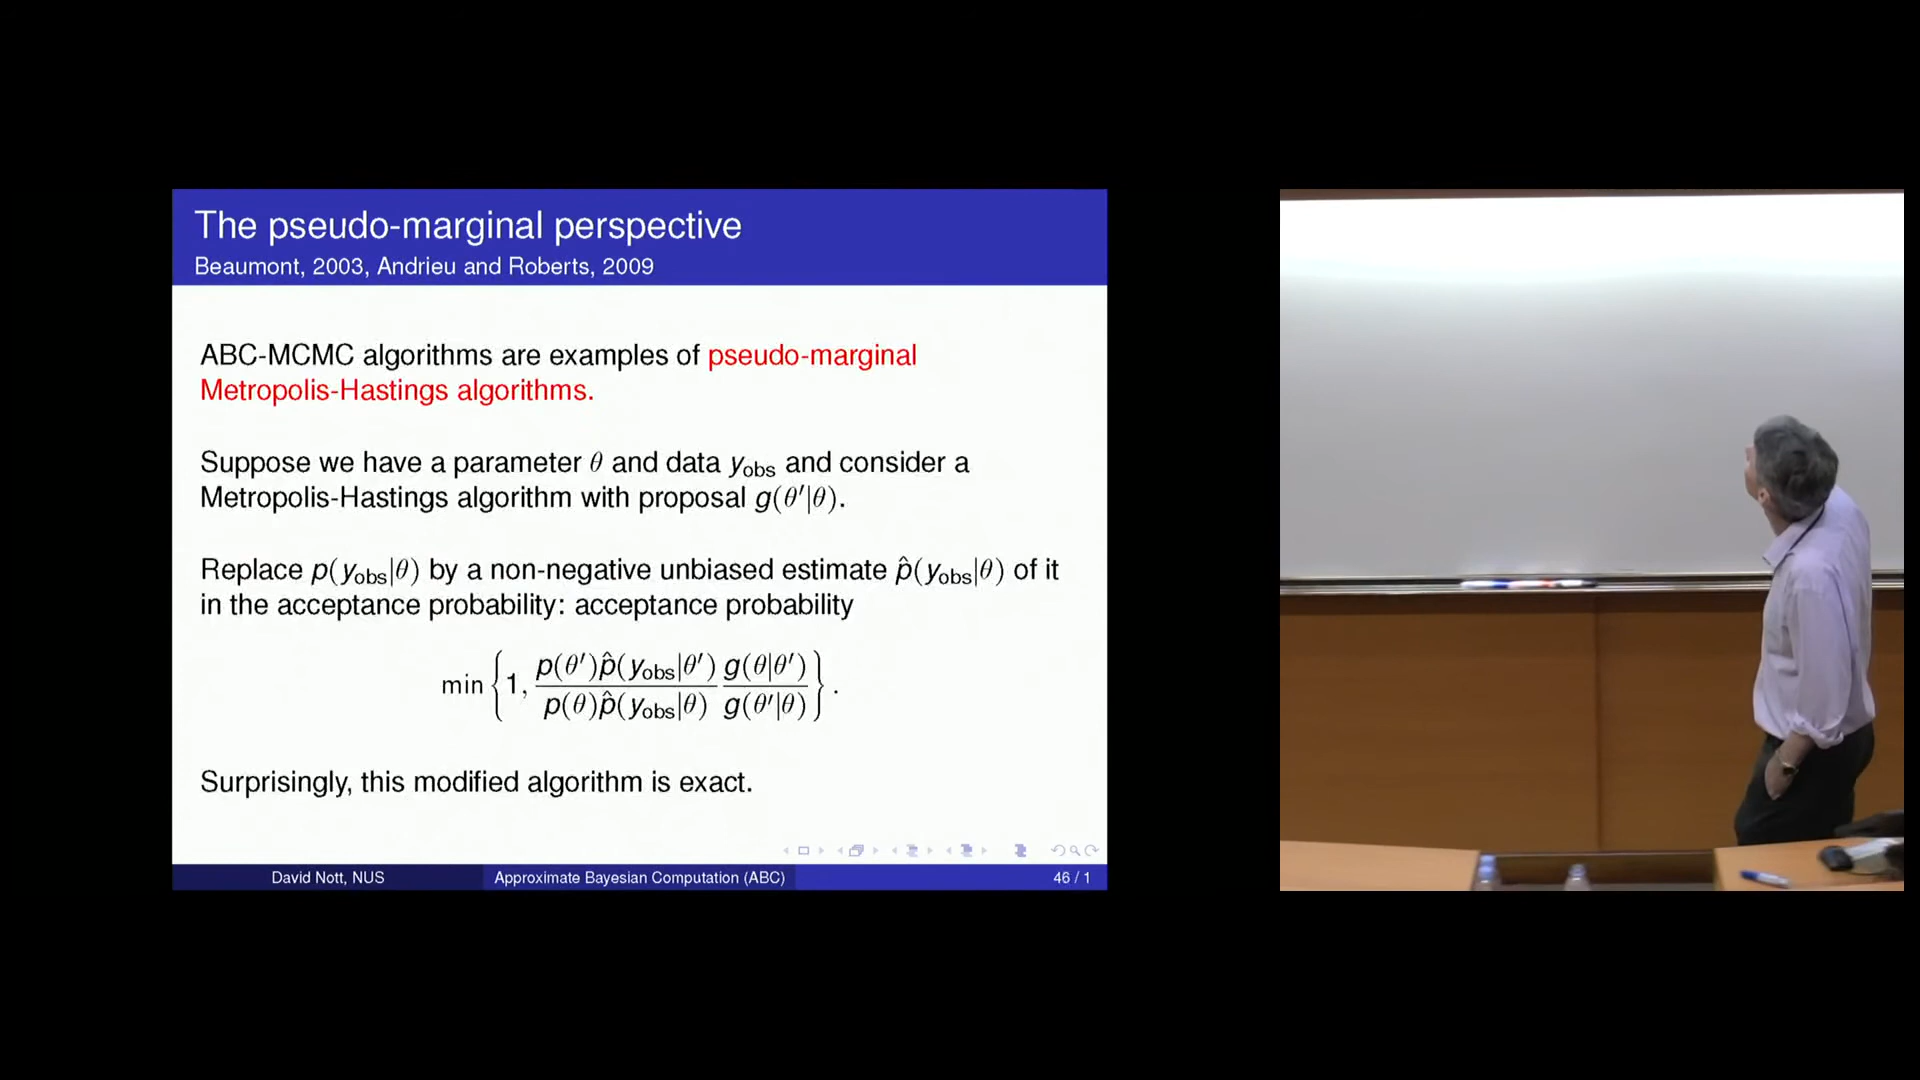 The pseudo-marginal perspective
Beaumont, 2003, Andrieu and Roberts, 2009
ABC-MCMC algorithms are examples of pseudo-marginal
Metropolis-Hastings algorithms.
Suppose we have a parameter θ and data y_obs and consider a
Metropolis-Hastings algorithm with proposal g(θ′|θ).
Replace p(y_obs|θ) by a non-negative unbiased estimate p̂(y_obs|θ) of it
in the acceptance probability: acceptance probability
min { 1, p(θ′)p̂(y_obs|θ′) g(θ|θ′) / p(θ)p̂(y_obs|θ) g(θ′|θ) } .
Surprisingly, this modified algorithm is exact.
David Nott, NUS Approximate Bayesian Computation (ABC) 46 / 1